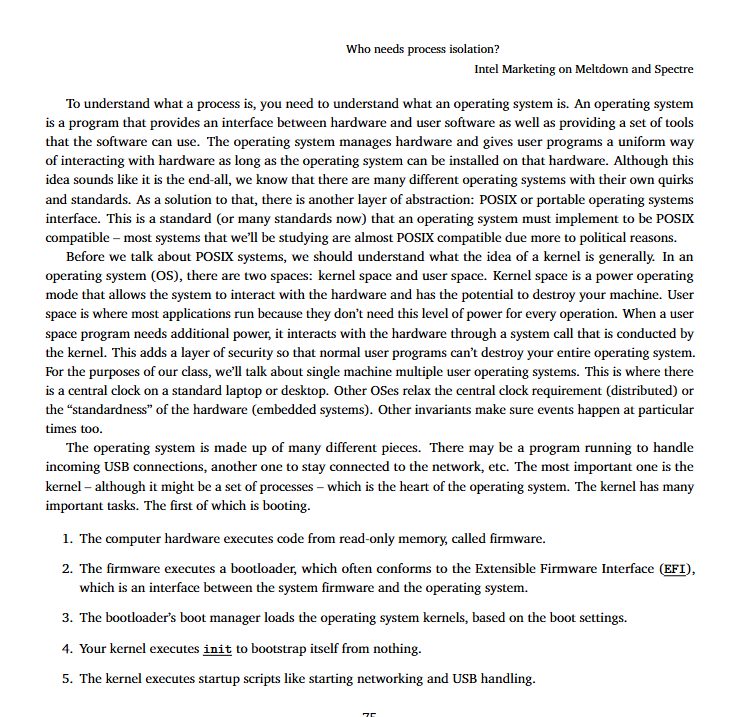 Who needs process isolation?
Intel Marketing on Meltdown and Spectre
To understand what a process is, you need to understand what an operating system is. An operating system
is a program that provides an interface between hardware and user software as well as providing a set of tools
that the software can use. The operating system manages hardware and gives user programs a uniform way
of interacting with hardware as long as the operating system can be installed on that hardware. Although this
idea sounds like it is the end-all, we know that there are many different operating systems with their own quirks
and standards. As a solution to that, there is another layer of abstraction: POSIX or portable operating systems
interface. This is a standard (or many standards now) that an operating system must implement to be POSIX
compatible – most systems that we'll be studying are almost POSIX compatible due more to political reasons.
Before we talk about POSIX systems, we should understand what the idea of a kernel is generally. In an
operating system (OS), there are two spaces: kernel space and user space. Kernel space is a power operating
mode that allows the system to interact with the hardware and has the potential to destroy your machine. User
space is where most applications run because they don't need this level of power for every operation. When a user
space program needs additional power, it interacts with the hardware through a system call that is conducted by
the kernel. This adds a layer of security so that normal user programs can't destroy your entire operating system.
For the purposes of our class, we'll talk about single machine multiple user operating systems. This is where there
is a central clock on a standard laptop or desktop. Other OSes relax the central clock requirement (distributed) or
the “standardness” of the hardware (embedded systems). Other invariants make sure events happen at particular
times too.
The operating system is made up of many different pieces. There may be a program running to handle
incoming USB connections, another one to stay connected to the network, etc. The most important one is the
kernel – although it might be a set of processes – which is the heart of the operating system. The kernel has many
important tasks. The first of which is booting.
1. The computer hardware executes code from read-only memory, called firmware.
2. The firmware executes a bootloader, which often conforms to the Extensible Firmware Interface (EFI),
which is an interface between the system firmware and the operating system.
3. The bootloader's boot manager loads the operating system kernels, based on the boot settings.
4. Your kernel executes init to bootstrap itself from nothing.
5. The kernel executes startup scripts like starting networking and USB handling.